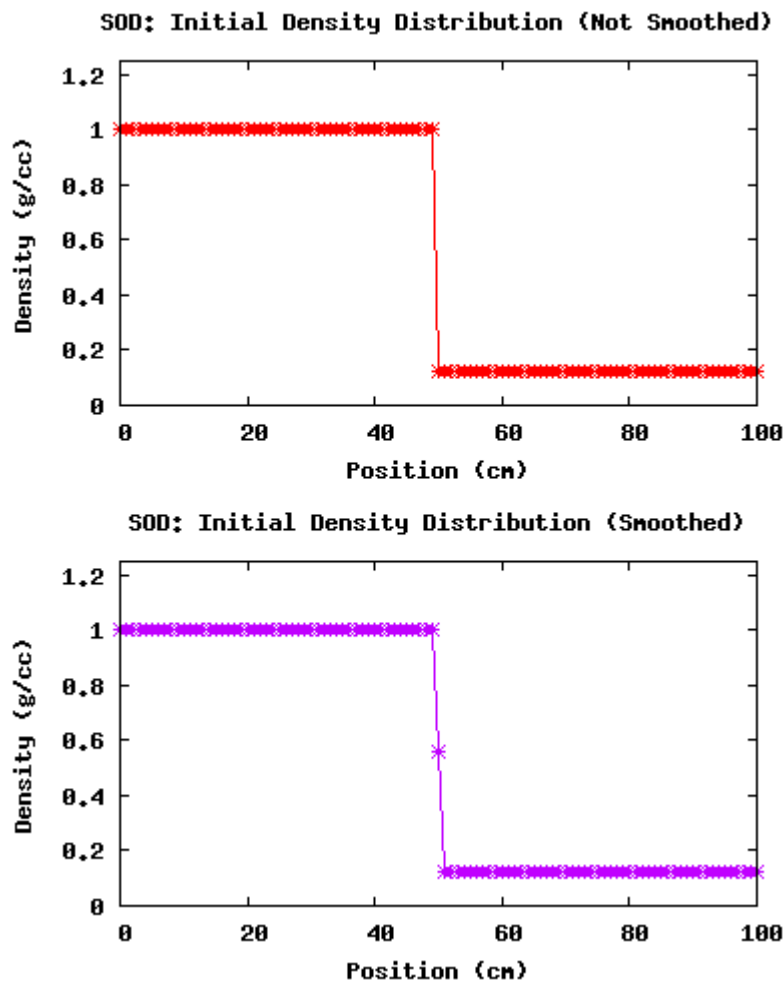 SOD: Initial Density Distribution (Not Smoothed)
1.2
1
0.8
0.6
0.4
0.2
0
Density (g/cc)
0 20 40 60 80 100
Position (cm)
SOD: Initial Density Distribution (Smoothed)
1.2
1
0.8
0.6
0.4
0.2
0
Density (g/cc)
0 20 40 60 80 100
Position (cm)